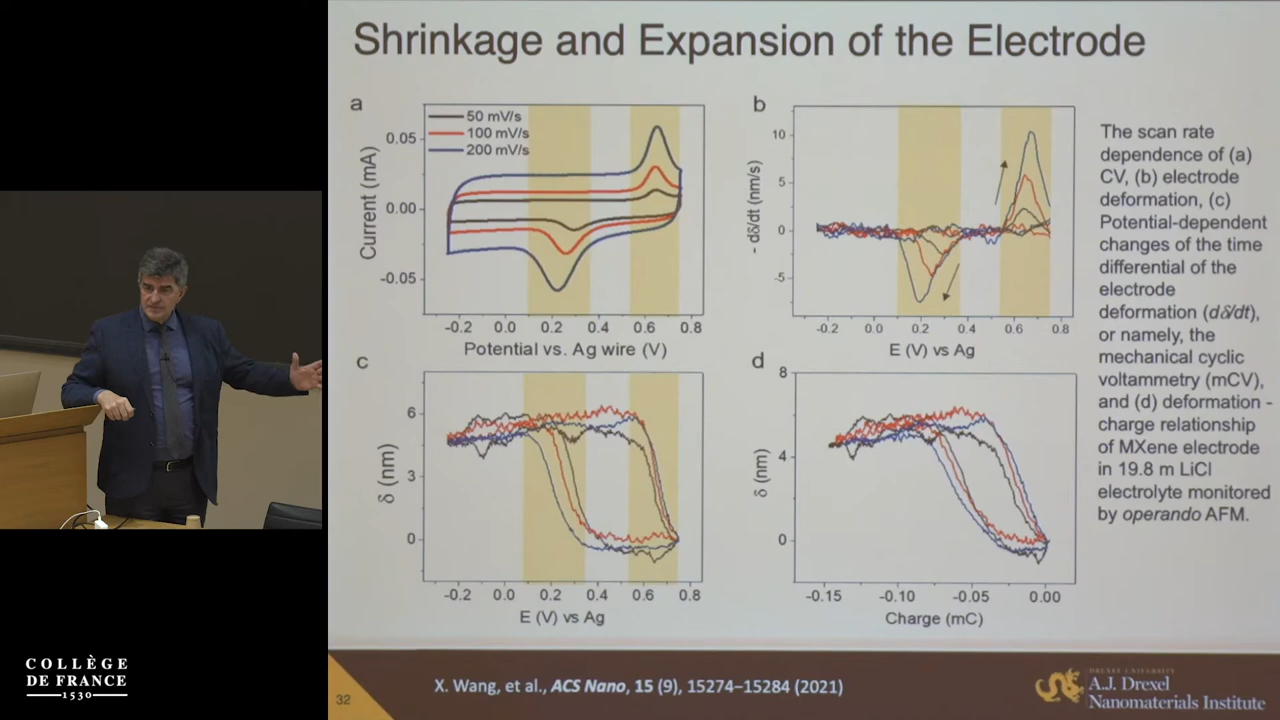 Shrinkage and Expansion of the Electrode
a
50 mV/s
100 mV/s
200 mV/s
0.05
0.00
-0.05
Current (mA)
-0.2 0.0 0.2 0.4 0.6 0.8
Potential vs. Ag wire (V)
b
10
5
0
-5
- dδ/dt (nm/s)
-0.2 0.0 0.2 0.4 0.6 0.8
E (V) vs Ag
c
6
3
0
δ (nm)
-0.2 0.0 0.2 0.4 0.6 0.8
E (V) vs Ag
d
8
4
0
δ (nm)
-0.15 -0.10 -0.05 0.00
Charge (mC)
The scan rate
dependence of (a)
CV, (b) electrode
deformation, (c)
Potential-dependent
changes of the time
differential of the
electrode
deformation (dδ/dt),
or namely, the
mechanical cyclic
voltammetry (mCV),
and (d) deformation -
charge relationship
of MXene electrode
in 19.8 m LiCl
electrolyte monitored
by operando AFM.
COLLÈGE
DE FRANCE
1530
32
X. Wang, et al., ACS Nano, 15 (9), 15274–15284 (2021)
DREXEL UNIVERSITY
A.J. Drexel
Nanomaterials Institute